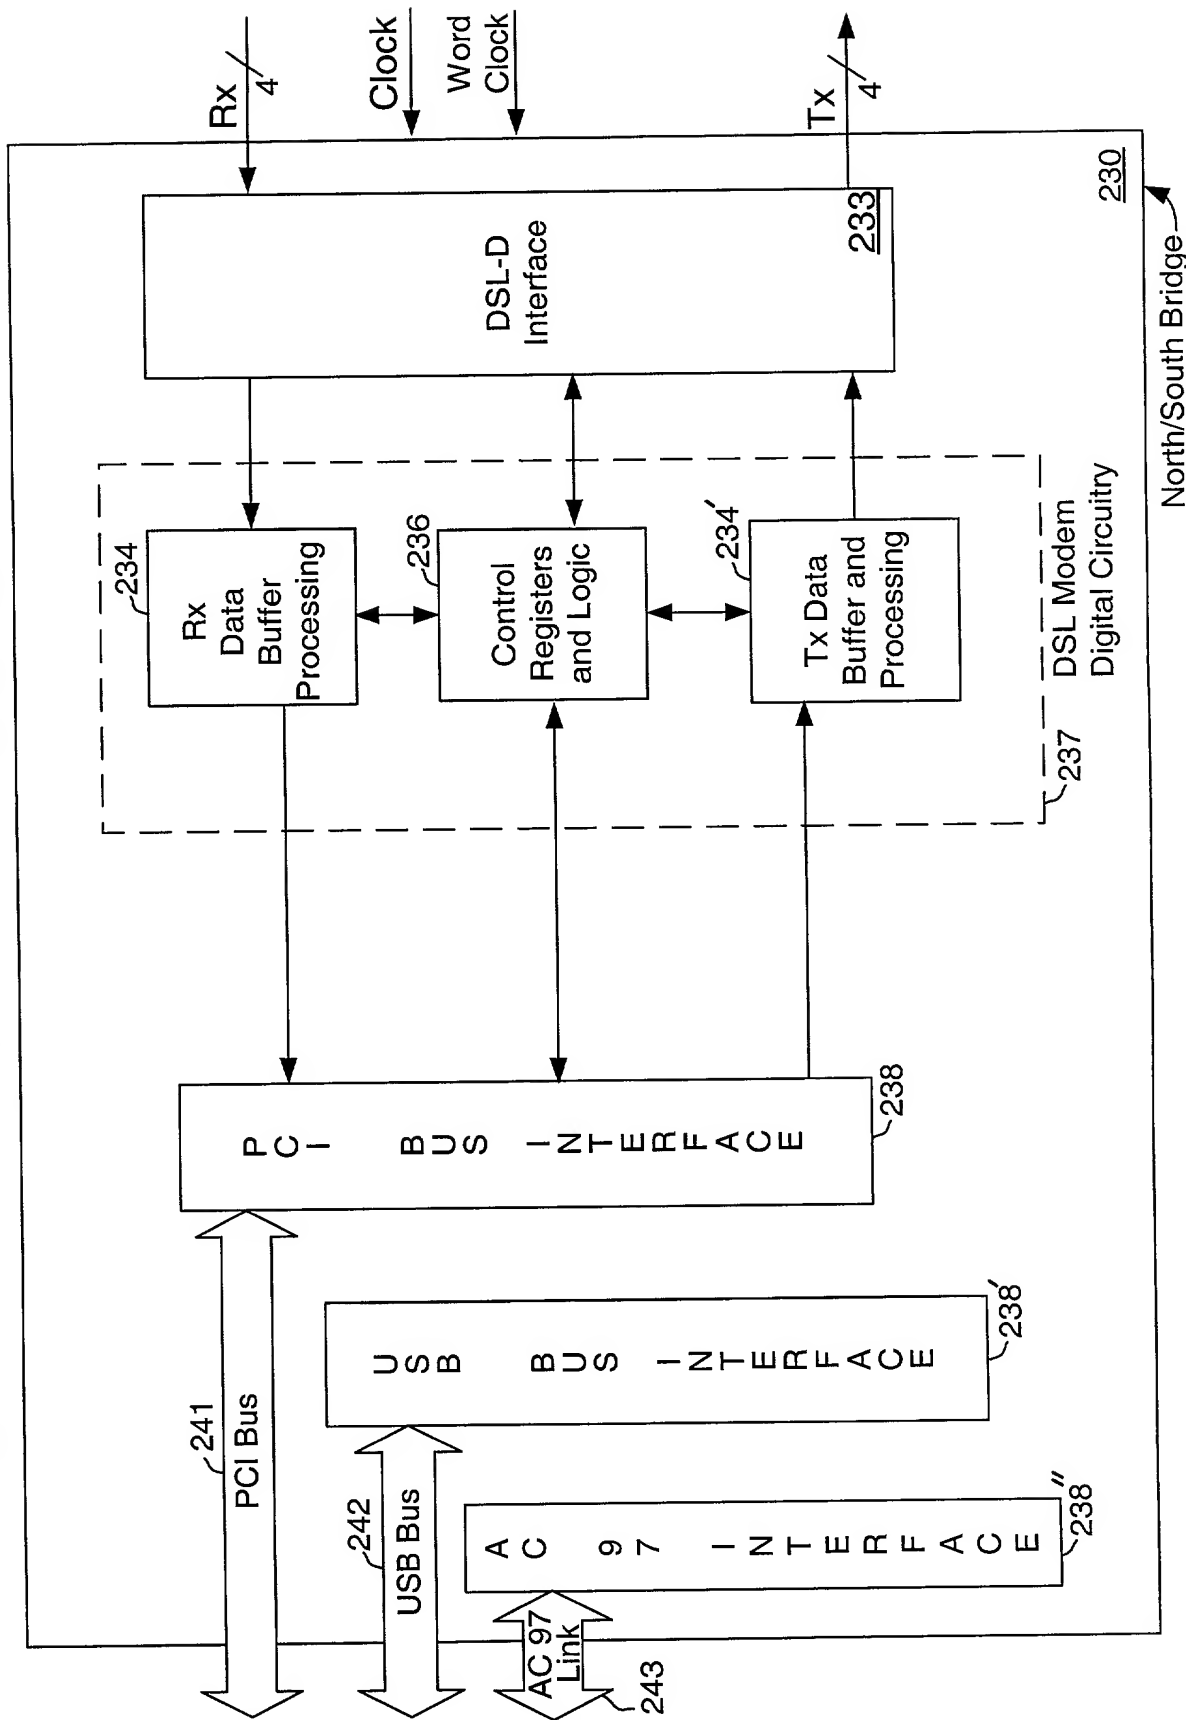 Rx
4
Clock
Word
Clock
Tx
4
230
North/South Bridge
DSL-D
Interface
233
234
Rx
Data
Buffer
Processing
236
Control
Registers
and Logic
234'
Tx Data
Buffer and
Processing
DSL Modem
Digital Circuitry
237
PCI BUS INTERFACE
238
USB BUS INTERFACE
238'
AC 97 INTERFACE
238''
241
PCI Bus
242
USB Bus
AC 97
Link
243